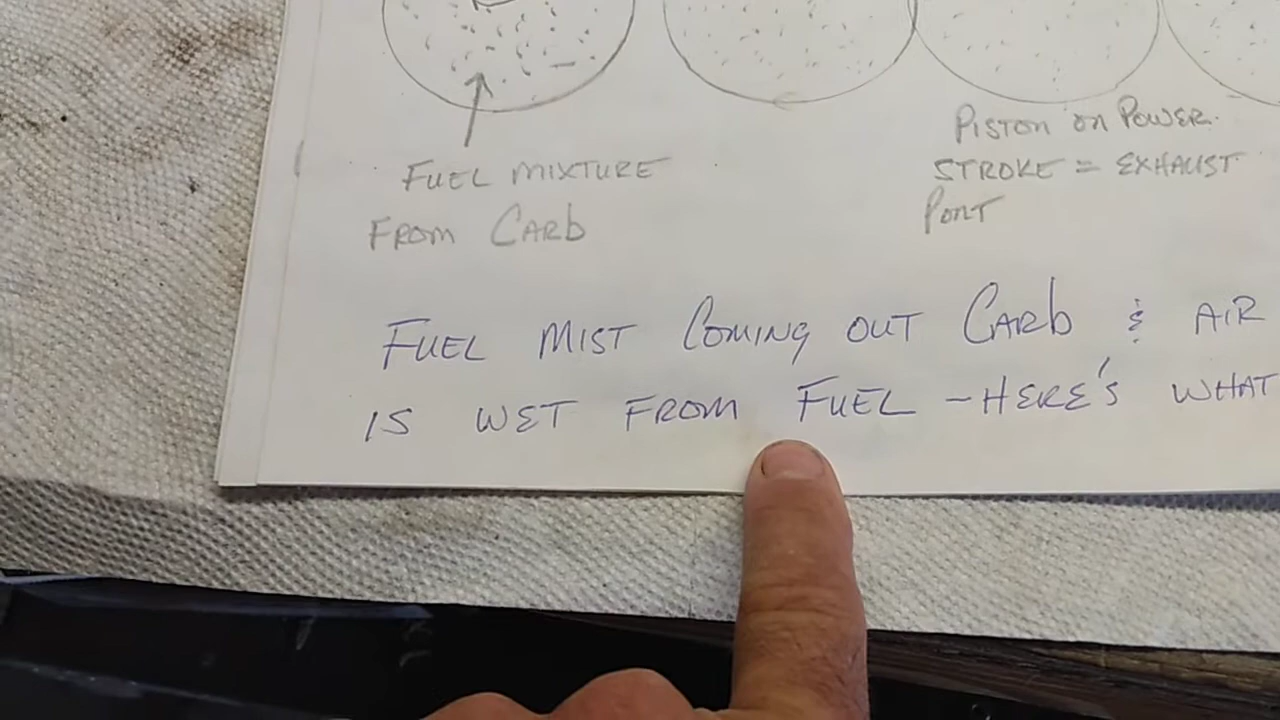 FUEL MIXTURE
FROM CARb
PISTON ON POWER
STROKE = EXHAUST
PORT
FUEL MIST COMING OUT CARb & AIR
IS WET FROM FUEL - HERE'S WHAT